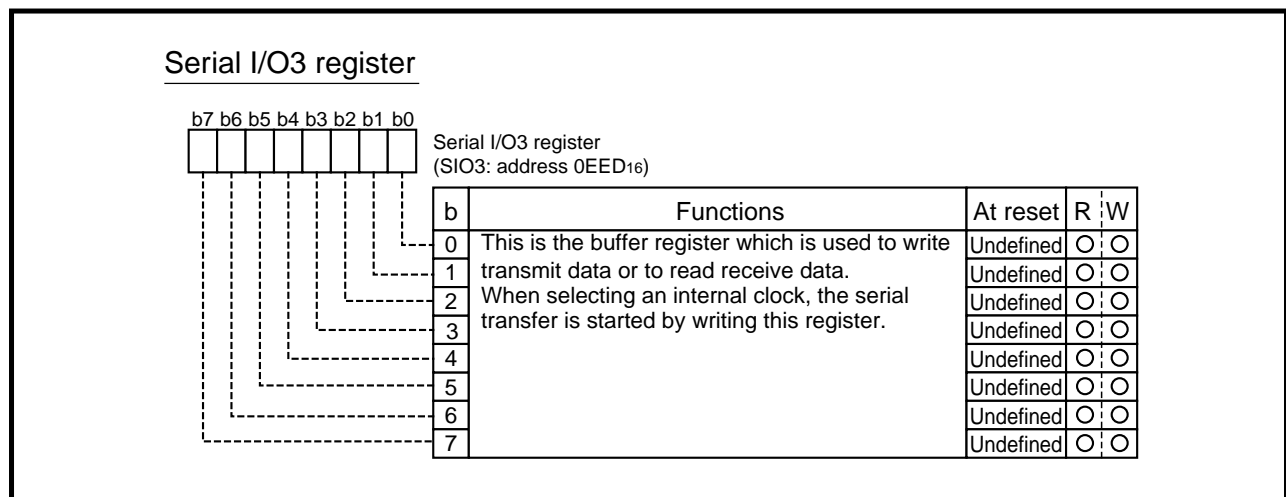 Serial I/O3 register
b7 b6 b5 b4 b3 b2 b1 b0
Serial I/O3 register
(SIO3: address 0EED16)
b Functions At reset R W
0 This is the buffer register which is used to write Undefined O O
1 transmit data or to read receive data. Undefined O O
2 When selecting an internal clock, the serial Undefined O O
3 transfer is started by writing this register. Undefined O O
4 Undefined O O
5 Undefined O O
6 Undefined O O
7 Undefined O O